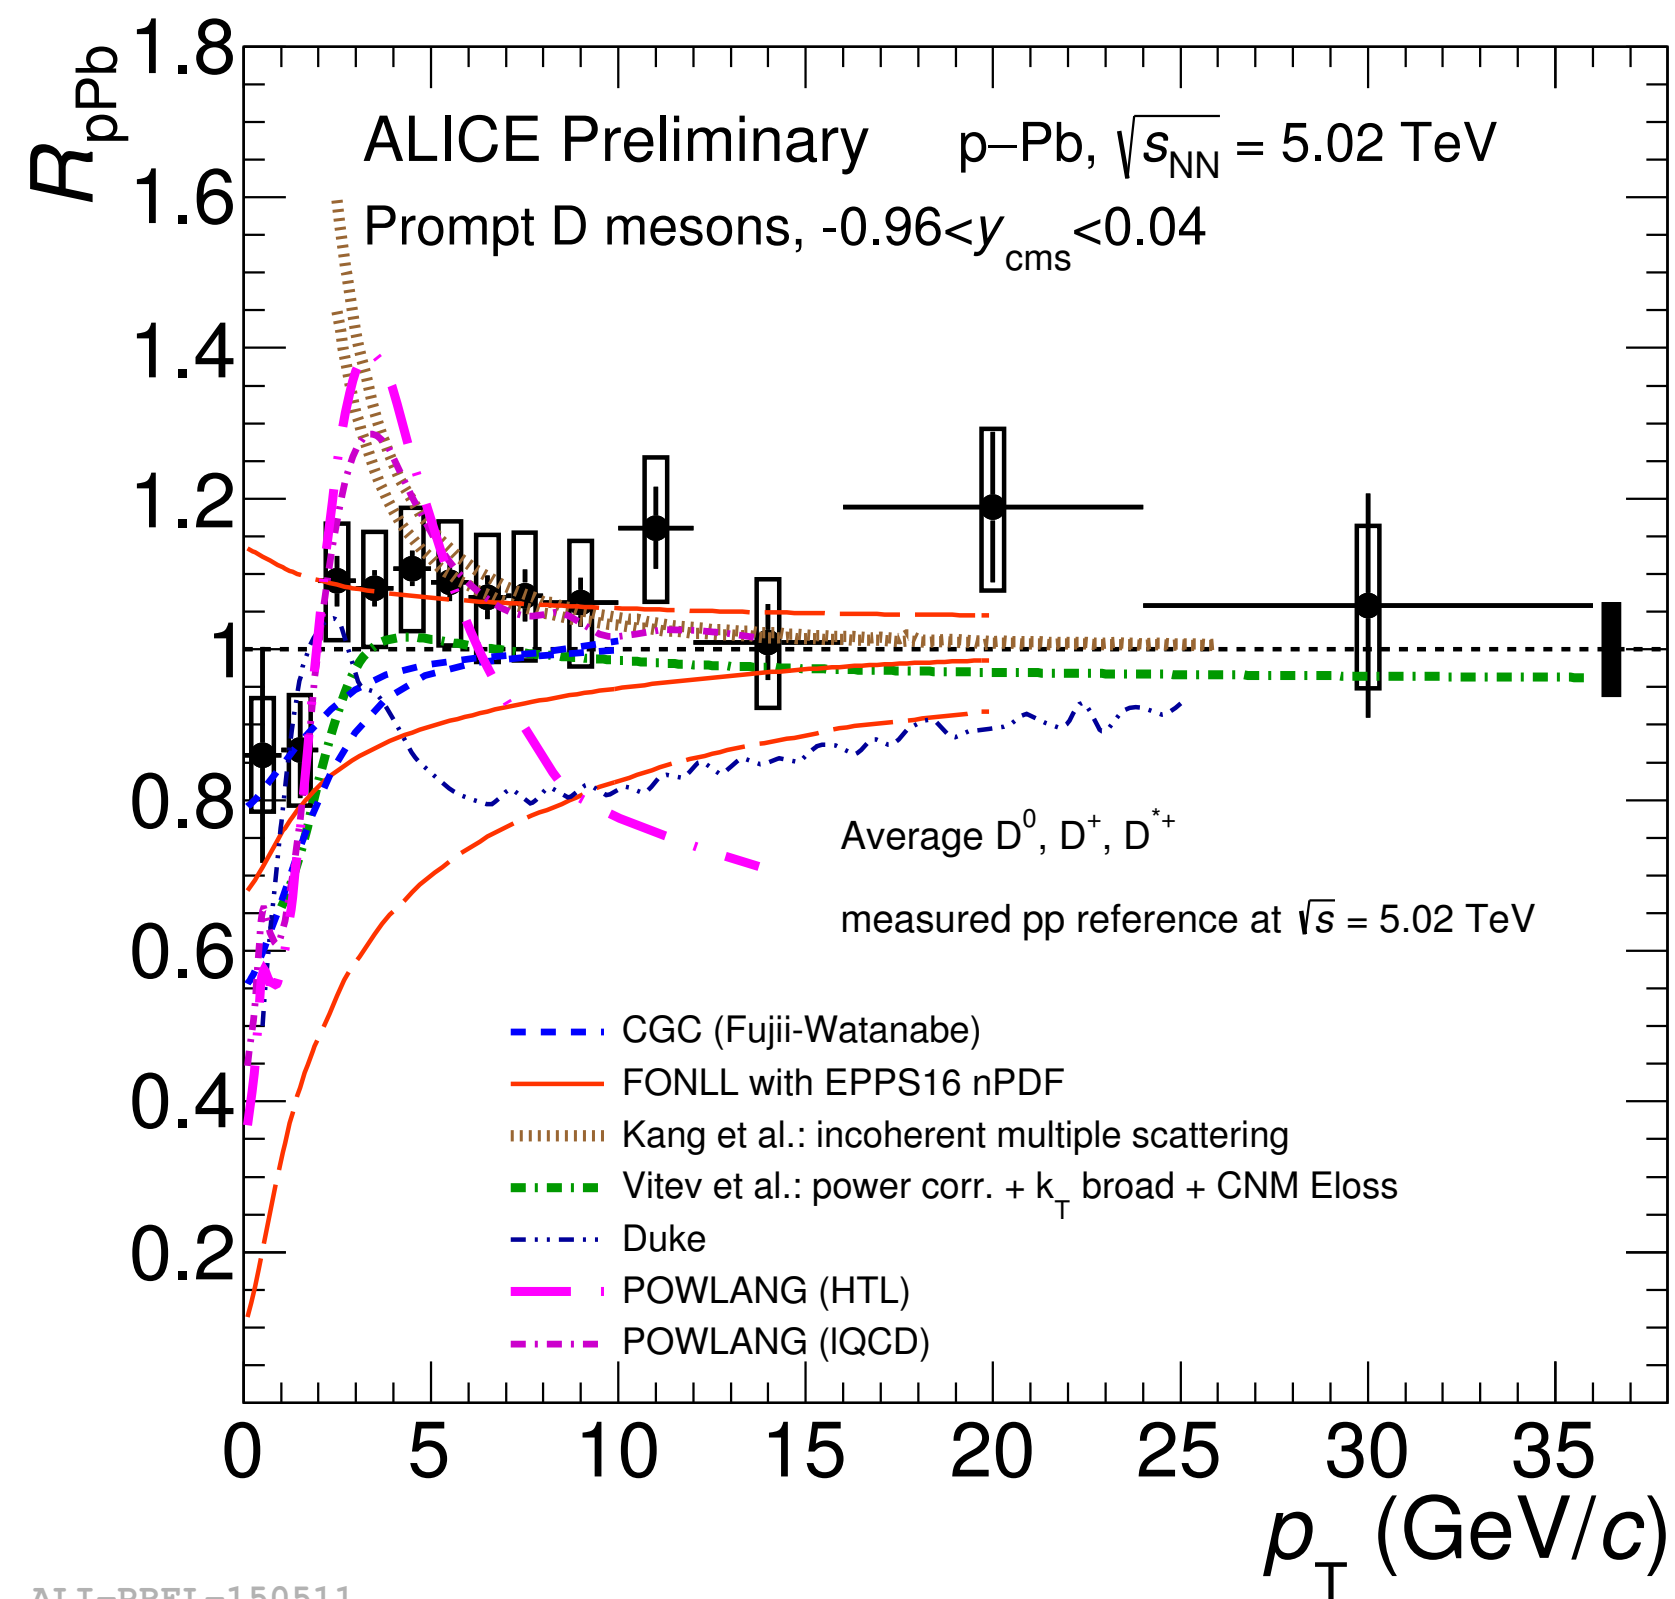 R_pPb
1.8
1.6
1.4
1.2
1
0.8
0.6
0.4
0.2
ALICE Preliminary p–Pb, √s_NN = 5.02 TeV
Prompt D mesons, -0.96<y_cms<0.04
Average D^0, D^+, D^*+
measured pp reference at √s = 5.02 TeV
CGC (Fujii-Watanabe)
FONLL with EPPS16 nPDF
Kang et al.: incoherent multiple scattering
Vitev et al.: power corr. + k_T broad + CNM Eloss
Duke
POWLANG (HTL)
POWLANG (lQCD)
0 5 10 15 20 25 30 35
p_T (GeV/c)
ALI-PREL-150511